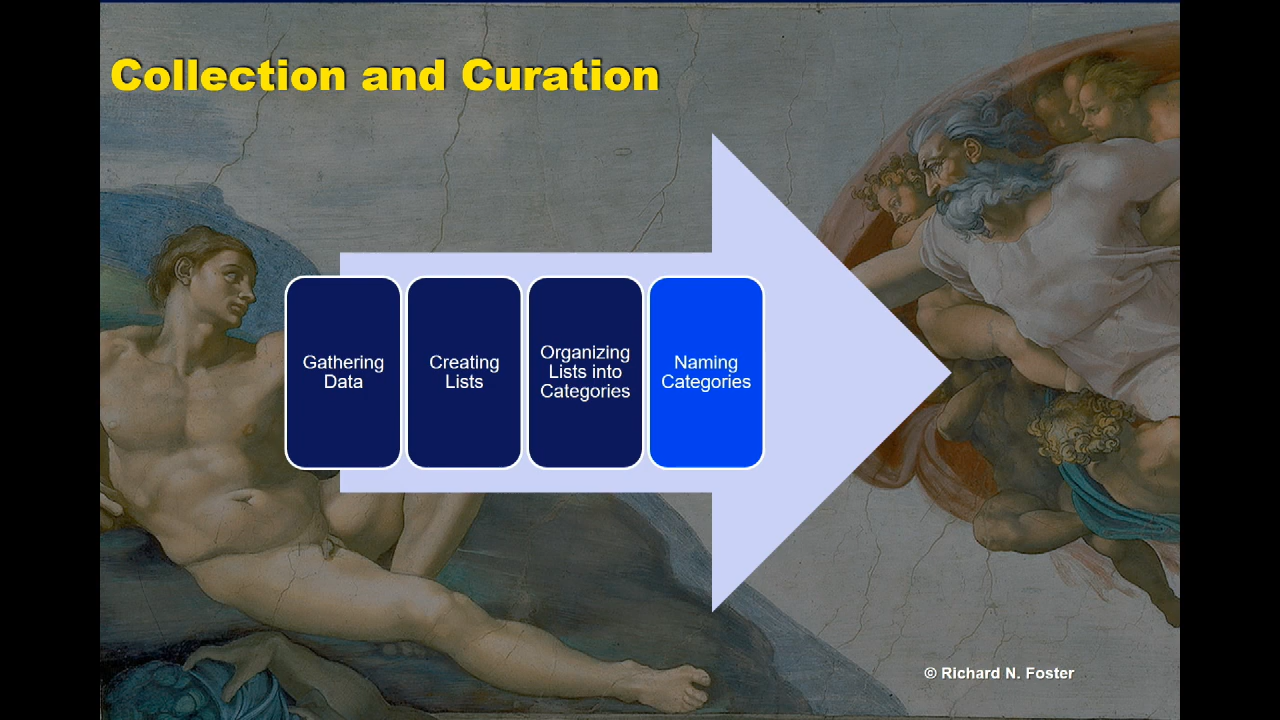 Collection and Curation
Gathering
Data
Creating
Lists
Organizing
Lists into
Categories
Naming
Categories
© Richard N. Foster